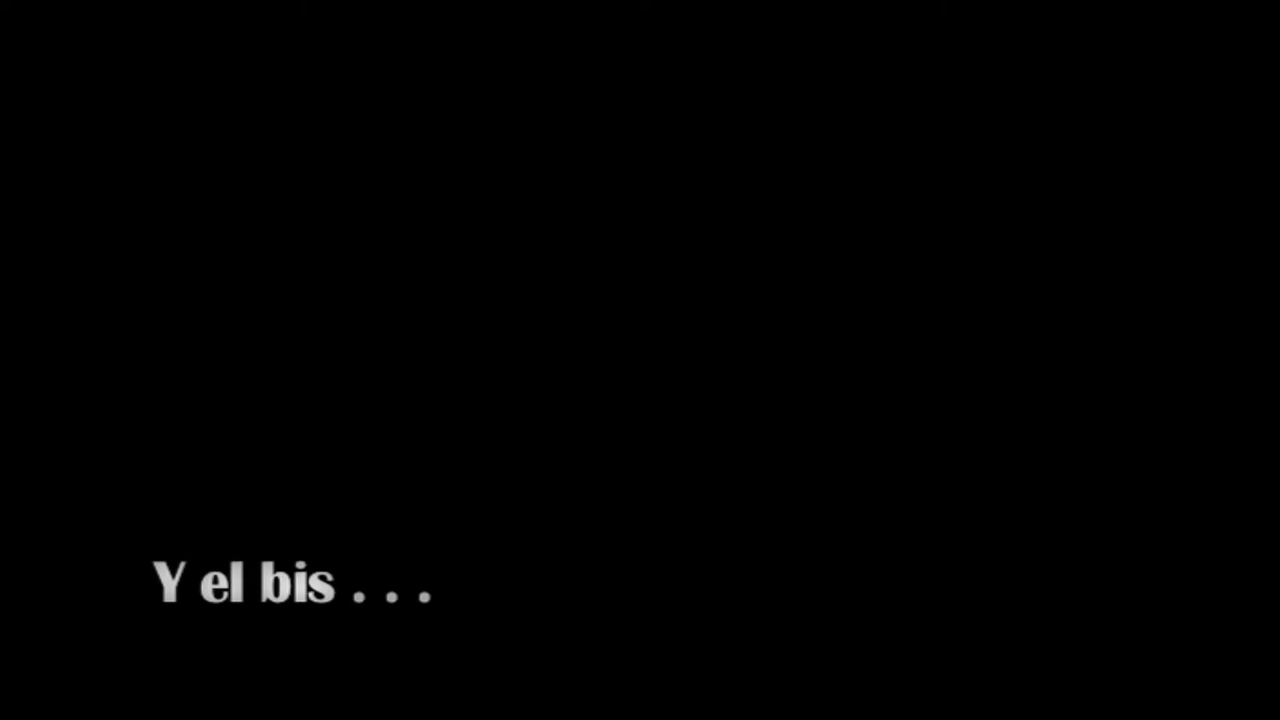 Y el bis . . .